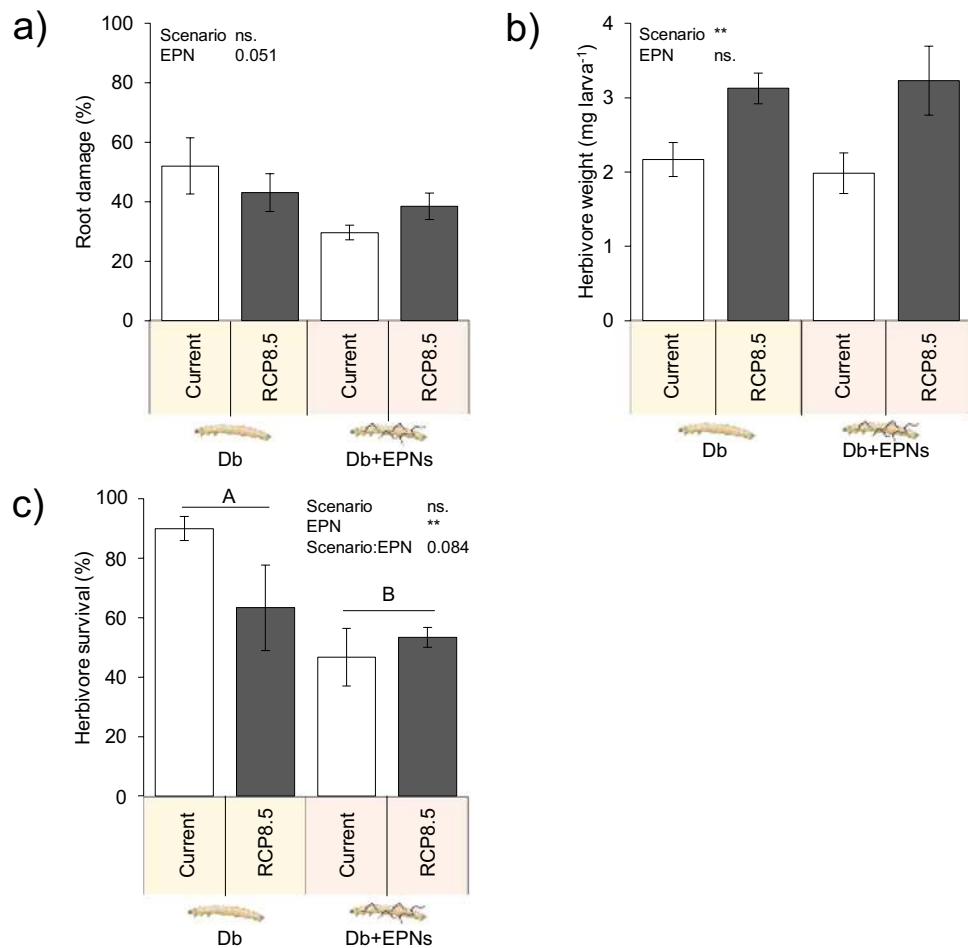 a)
Scenario ns.
EPN 0.051
Root damage (%)
100
80
60
40
20
0
Current
RCP8.5
Current
RCP8.5
Db
Db+EPNs
b)
Scenario **
EPN ns.
Herbivore weight (mg larva-1)
4
3
2
1
0
Current
RCP8.5
Current
RCP8.5
Db
Db+EPNs
c)
A
Scenario ns.
EPN **
Scenario:EPN 0.084
B
Herbivore survival (%)
100
80
60
40
20
0
Current
RCP8.5
Current
RCP8.5
Db
Db+EPNs